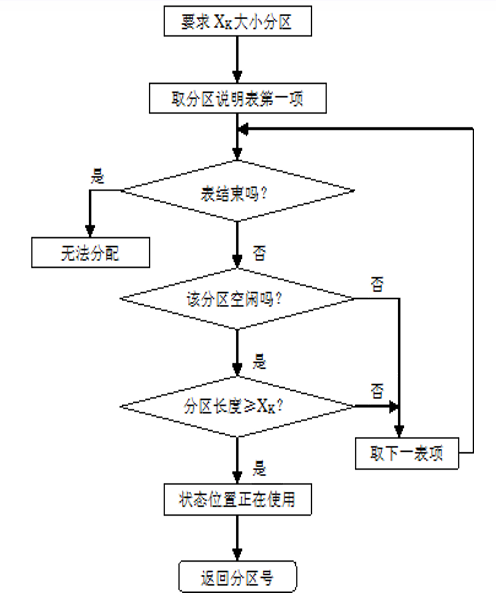 要求 XK大小分区
取分区说明表第一项
是
表结束吗？
无法分配
否
该分区空闲吗？
否
是
分区长度≥XK？
否
取下一表项
是
状态位置正在使用
返回分区号